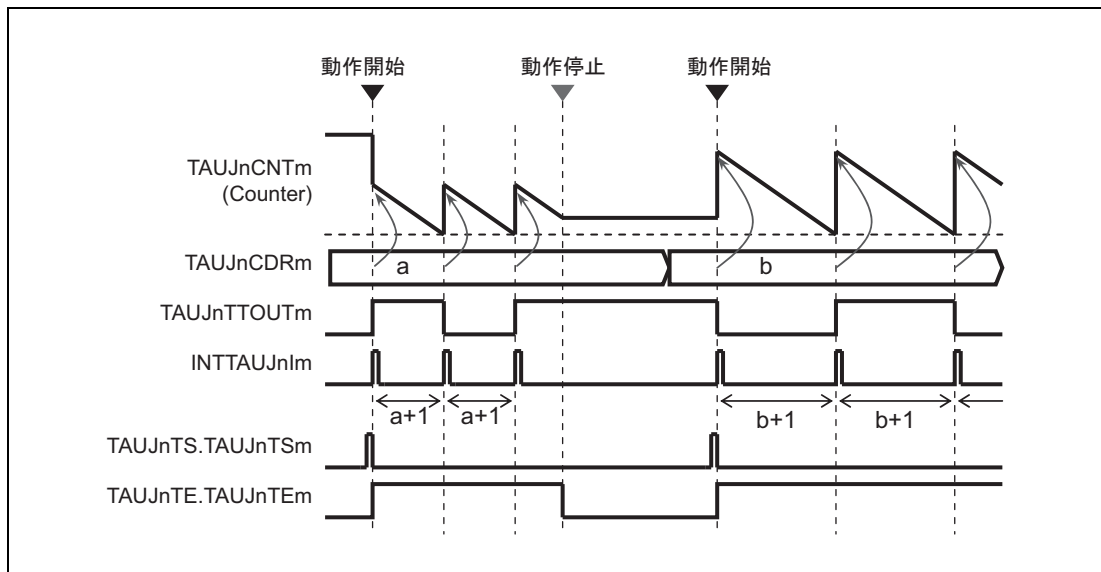 動作開始 動作停止 動作開始
TAUJnCNTm
(Counter)
TAUJnCDRm a b
TAUJnTTOUTm
INTTAUJnIm
a+1 a+1 b+1 b+1
TAUJnTS.TAUJnTSm
TAUJnTE.TAUJnTEm